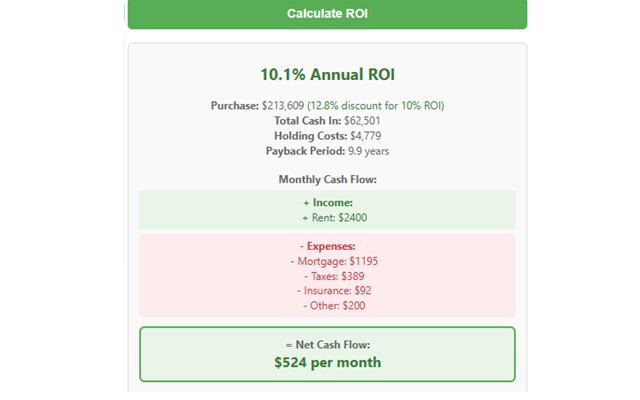 Calculate ROI
10.1% Annual ROI
Purchase: $213,609 (12.8% discount for 10% ROI)
Total Cash In: $62,501
Holding Costs: $4,779
Payback Period: 9.9 years
Monthly Cash Flow:
+ Income:
+ Rent: $2400
- Expenses:
- Mortgage: $1195
- Taxes: $389
- Insurance: $92
- Other: $200
= Net Cash Flow:
$524 per month